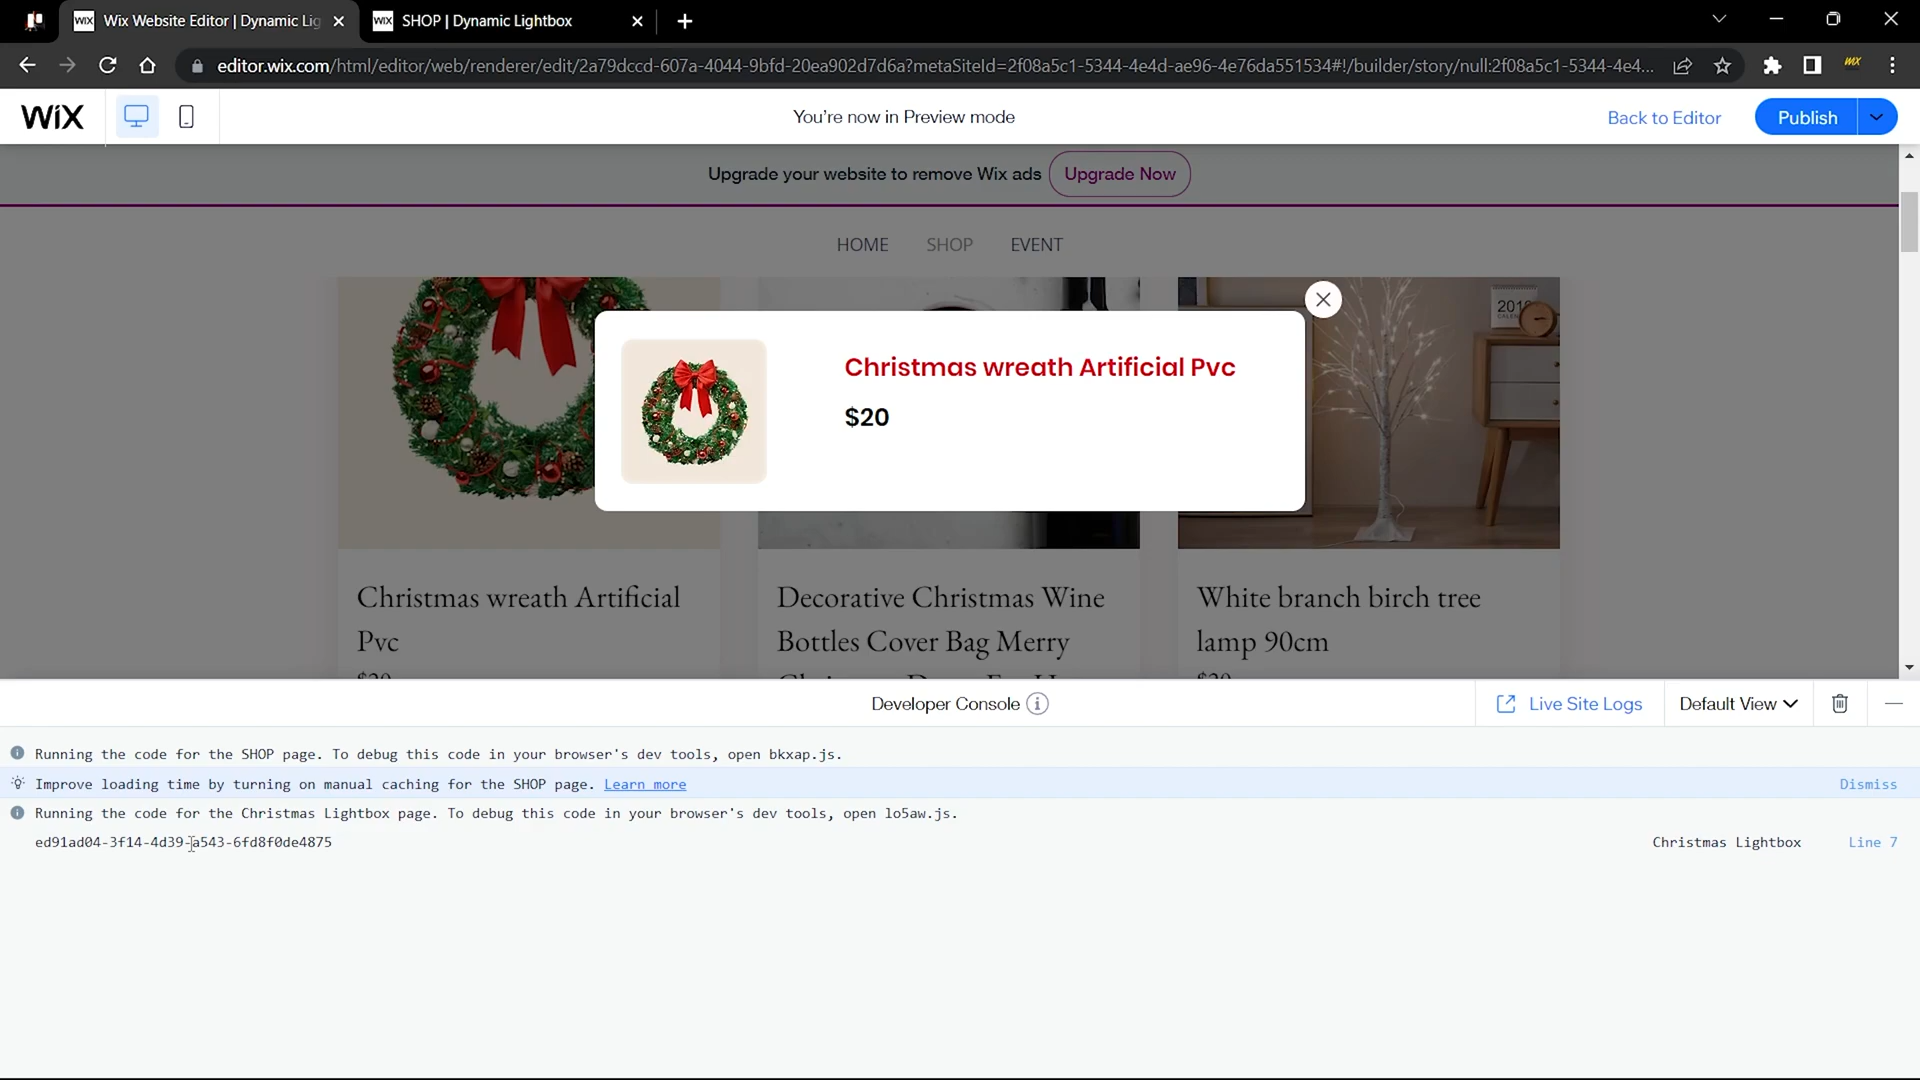 WIX Wix Website Editor | Dynamic Lig
WIX SHOP | Dynamic Lightbox
editor.wix.com/html/editor/web/renderer/edit/2a79dccd-607a-4044-9bfd-20ea902d7d6a?metaSiteId=2f08a5c1-5344-4e4d-ae96-4e76da551534#!/builder/story/null:2f08a5c1-5344-4e4...
WIX
WiX
You're now in Preview mode
Back to Editor
Publish
Upgrade your website to remove Wix ads
Upgrade Now
HOME SHOP EVENT
Christmas wreath Artificial Pvc
$20
Christmas wreath Artificial
Pvc
$20
Decorative Christmas Wine
Bottles Cover Bag Merry
White branch birch tree
lamp 90cm
$20
Developer Console
Live Site Logs
Default View
Running the code for the SHOP page. To debug this code in your browser's dev tools, open bkxap.js.
Improve loading time by turning on manual caching for the SHOP page. Learn more
Dismiss
Running the code for the Christmas Lightbox page. To debug this code in your browser's dev tools, open lo5aw.js.
ed91ad04-3f14-4d39-a543-6fd8f0de4875
Christmas Lightbox Line 7